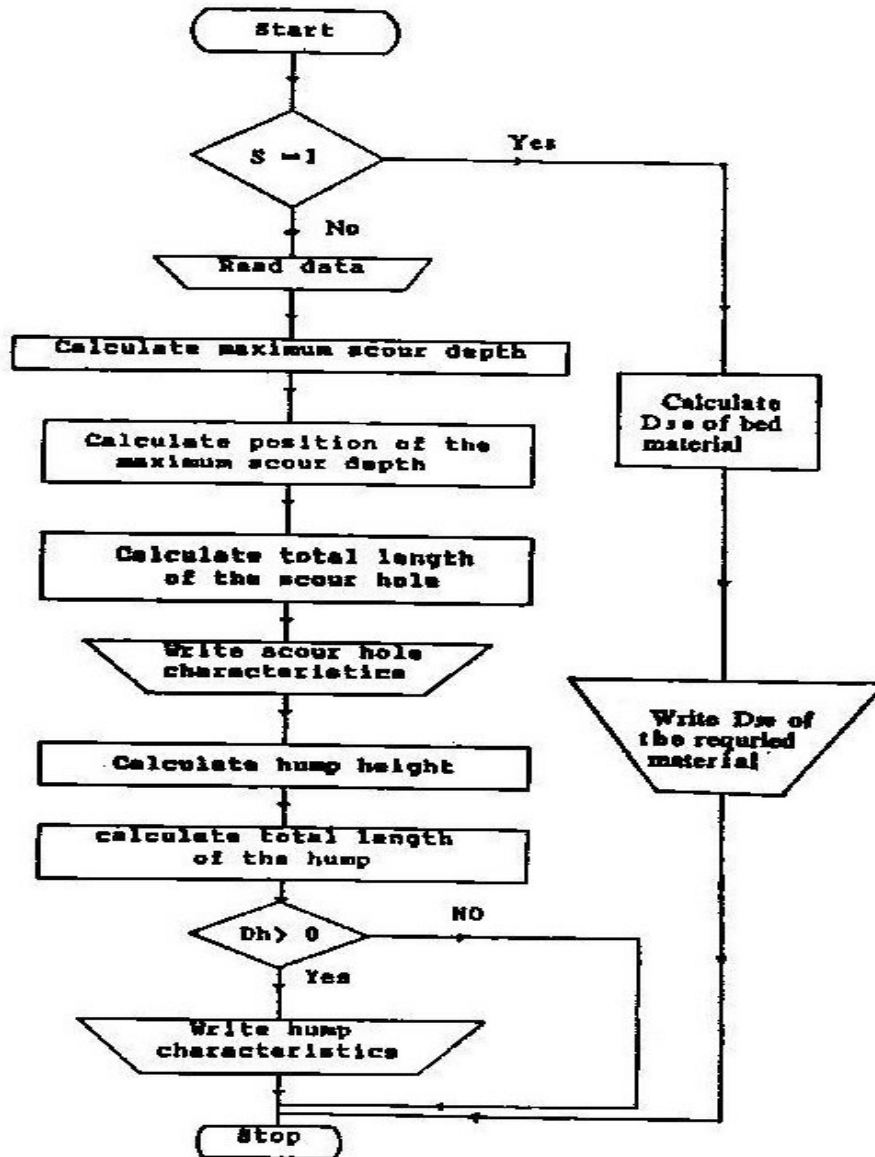 Start
S =1
Yes
No
Read data
Calculate maximum scour depth
Calculate position of the
maximum scour depth
Calculate total length
of the scour hole
Write scour hole
characteristics
Calculate hump height
calculate total length
of the hump
Dh> 0
NO
Yes
Write hump
characteristics
Stop
Calculate
of bed
material
Write
of
the requried
material